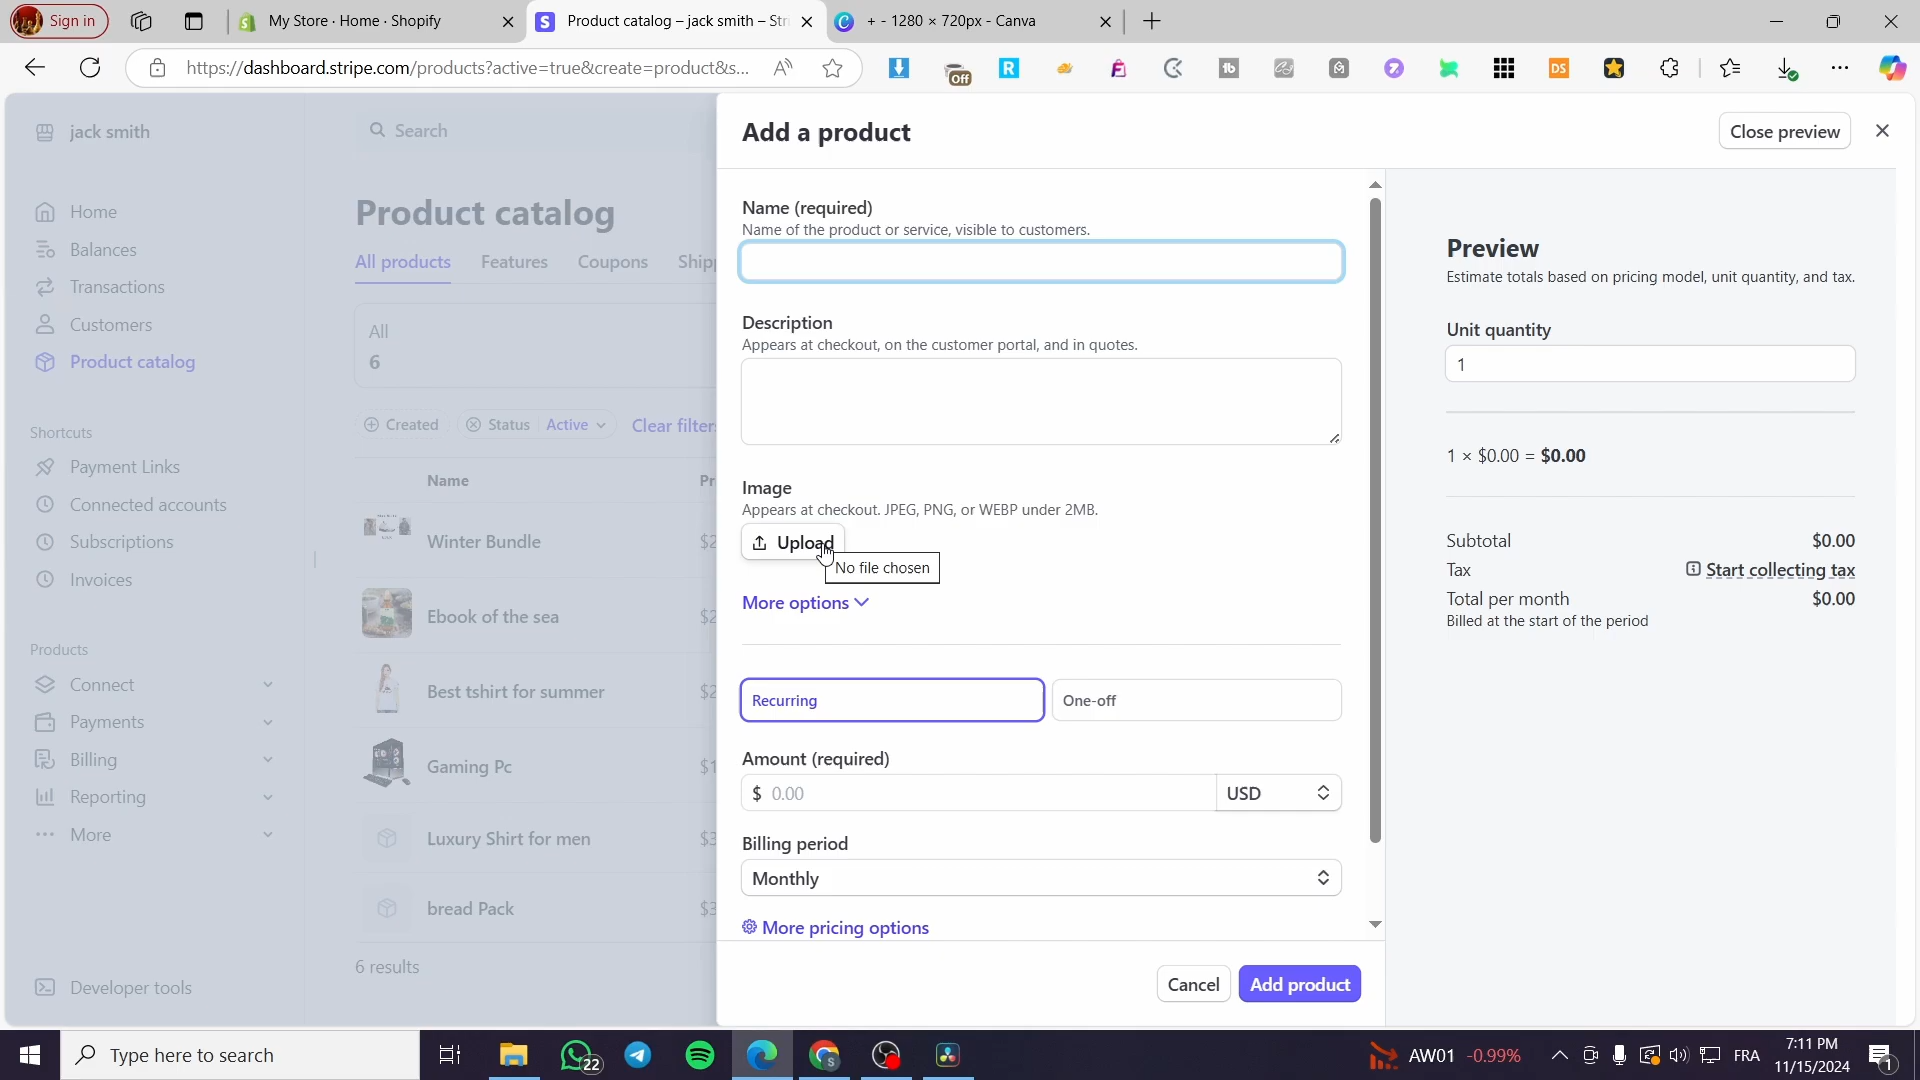 Sign in
My Store · Home · Shopify
Product catalog – jack smith – Str
+ - 1280 × 720px - Canva
https://dashboard.stripe.com/products?active=true&create=product&s...
Off
jack smith
Search
Home
Balances
Transactions
Customers
Product catalog
Shortcuts
Payment Links
Connected accounts
Subscriptions
Invoices
Products
Connect
Payments
Billing
Reporting
More
Developer tools
Product catalog
All products Features Coupons Shipp
All
6
Created Status Active Clear filters
Name Pr
Winter Bundle $2
Ebook of the sea $2
Best tshirt for summer $2
Gaming Pc $1
Luxury Shirt for men $3
bread Pack $3
6 results
Add a product
Close preview
Name (required)
Name of the product or service, visible to customers.
Description
Appears at checkout, on the customer portal, and in quotes.
Image
Appears at checkout. JPEG, PNG, or WEBP under 2MB.
Upload
No file chosen
More options
Recurring One-off
Amount (required)
$ 0.00 USD
Billing period
Monthly
More pricing options
Cancel Add product
Preview
Estimate totals based on pricing model, unit quantity, and tax.
Unit quantity
1
1 × $0.00 = $0.00
Subtotal $0.00
Tax Start collecting tax
Total per month $0.00
Billed at the start of the period
Type here to search
22
AW01 -0.99%
FRA
7:11 PM
11/15/2024
1